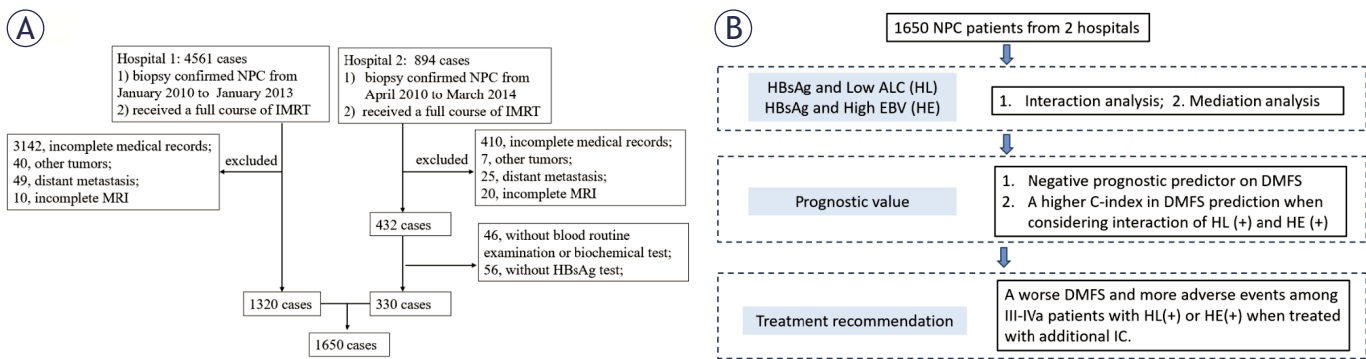 A
Hospital 1: 4561 cases
1) biopsy confirmed NPC from
January 2010 to January 2013
2) received a full course of IMRT
Hospital 2: 894 cases
1) biopsy confirmed NPC from
April 2010 to March 2014
2) received a full course of IMRT
3142, incomplete medical records;
40, other tumors;
49, distant metastasis;
10, incomplete MRI
excluded
excluded
410, incomplete medical records;
7, other tumors;
25, distant metastasis;
20, incomplete MRI
432 cases
46, without blood routine
examination or biochemical test;
56, without HBsAg test;
1320 cases
330 cases
1650 cases
B
1650 NPC patients from 2 hospitals
HBsAg and Low ALC (HL)
HBsAg and High EBV (HE)
1. Interaction analysis; 2. Mediation analysis
Prognostic value
1. Negative prognostic predictor on DMFS
2 A higher C-index in DMFS prediction when
considering interaction of HL (+) and HE (+)
Treatment recommendation
A worse DMFS and more adverse events among
III-IVa patients with HL(+) or HE(+) when treated
with additional IC.